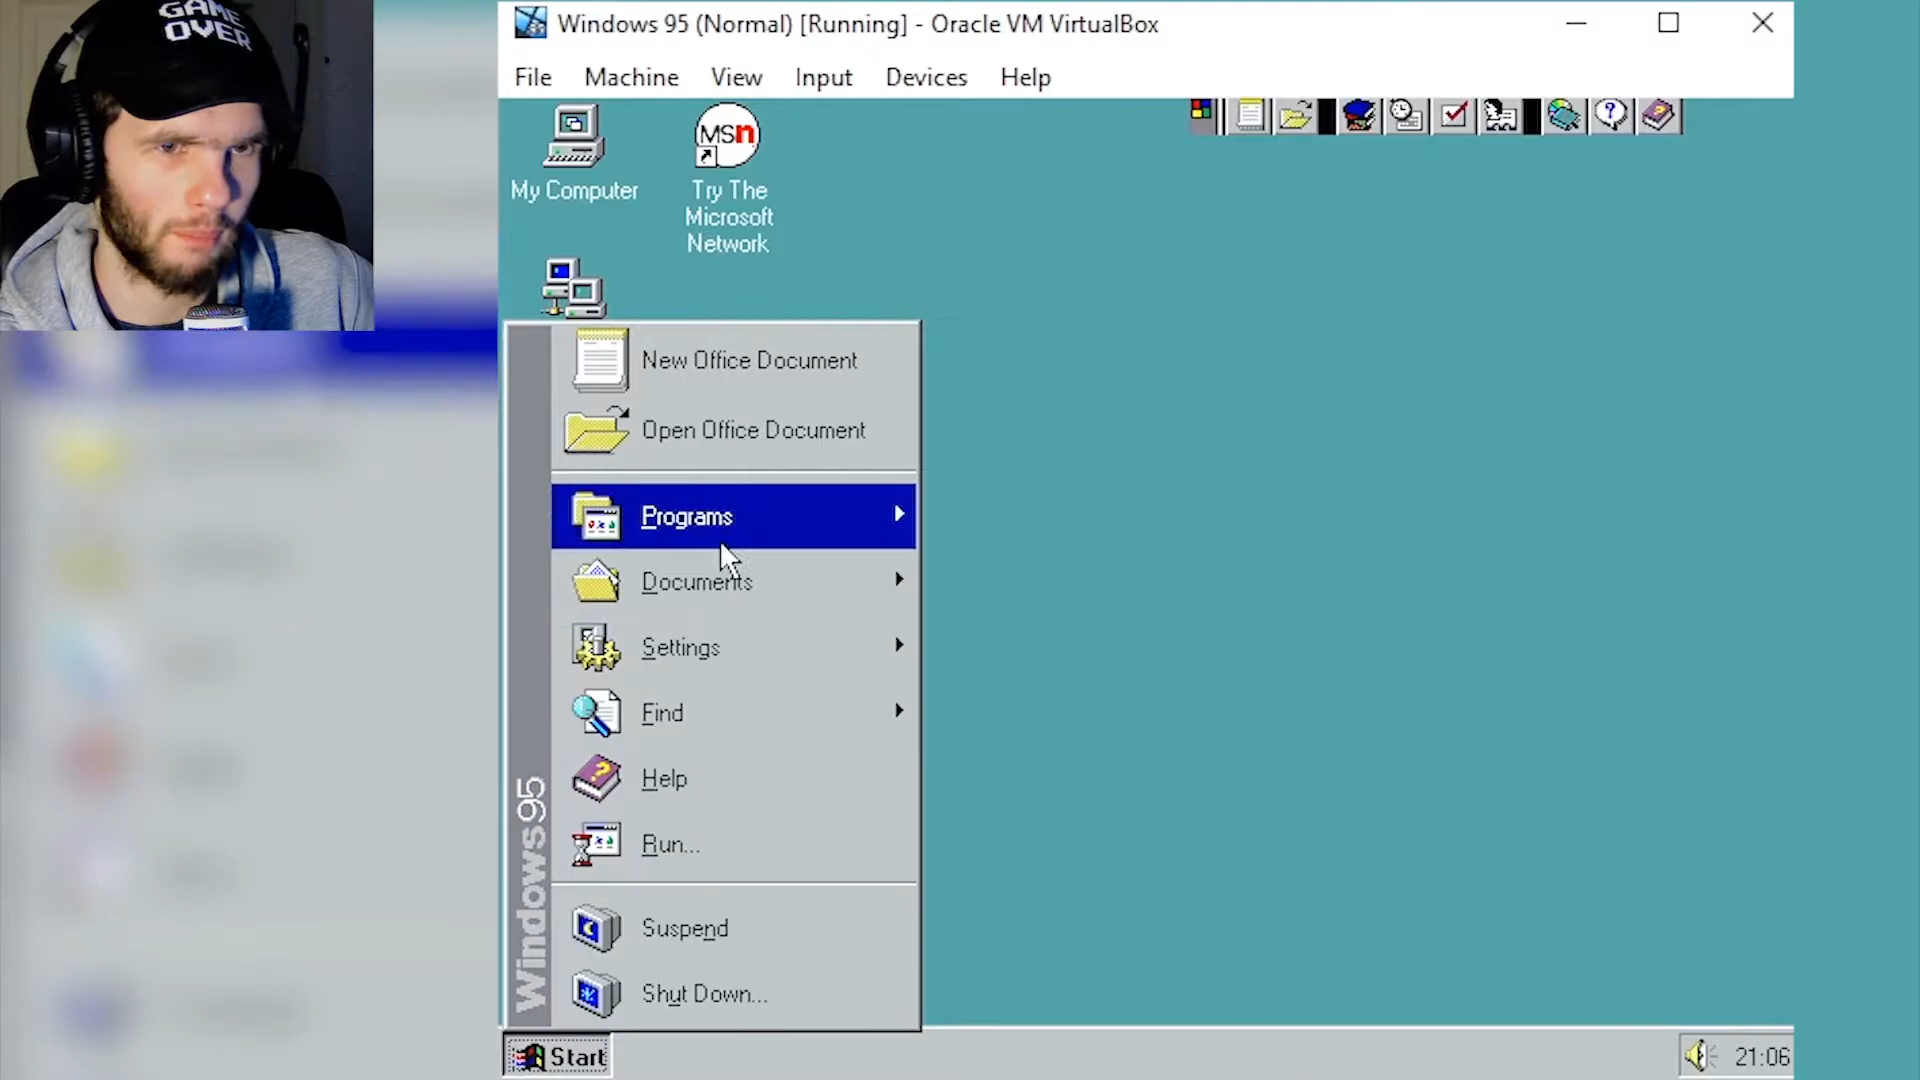 GAME
OVER
Windows 95 (Normal) [Running] - Oracle VM VirtualBox
File Machine View Input Devices Help
msn
My Computer
Try The
Microsoft
Network
New Office Document
Open Office Document
Programs
Documents
Settings
Find
Help
Run...
Suspend
Shut Down...
Windows95
Start
21:06